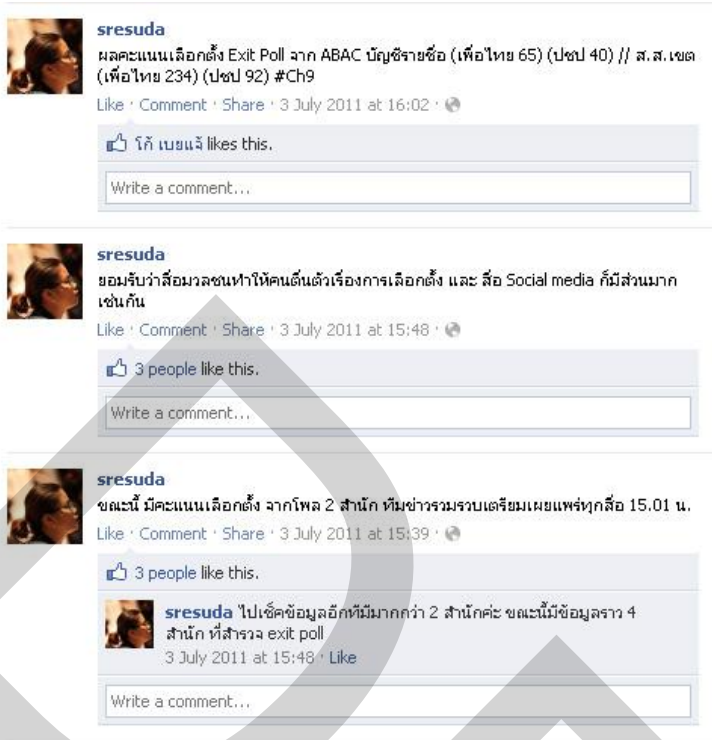 sresuda
ผลคะแนนเลือกตั้ง Exit Poll จาก ABAC บัญชีรายชื่อ (เพื่อไทย 65) (ปชป 40) // ส.ส.เขต
(เพื่อไทย 234) (ปชป 92) #Ch9
Like · Comment · Share · 3 July 2011 at 16:02 ·
โก้ เบยแจ้ likes this.
Write a comment...
sresuda
ยอมรับว่าสื่อมวลชนทำให้คนตื่นตัวเรื่องการเลือกตั้ง และ สื่อ Social media ก็มีส่วนมาก
เช่นกัน
Like · Comment · Share · 3 July 2011 at 15:48 ·
3 people like this.
Write a comment...
sresuda
ขณะนี้ มีคะแนนเลือกตั้ง จากโพล 2 สำนัก ทีมข่าวรวมรวบเตรียมเผยแพร่ทุกสื่อ 15.01 น.
Like · Comment · Share · 3 July 2011 at 15:39 ·
3 people like this.
sresuda ไปเช็คข้อมูลอีกทีมีมากกว่า 2 สำนักค่ะ ขณะนี้มีข้อมูลราว 4
สำนัก ที่สำรวจ exit poll
3 July 2011 at 15:48 · Like
Write a comment...